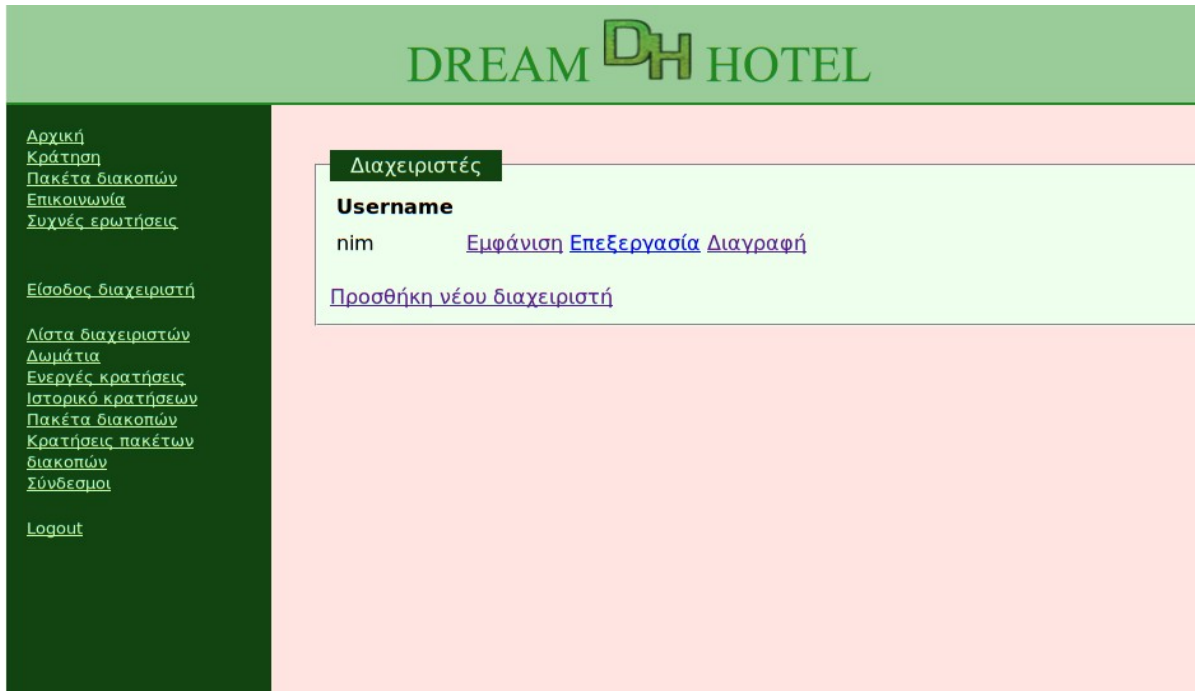 DREAM DH HOTEL
Αρχική
Κράτηση
Πακέτα διακοπών
Επικοινωνία
Συχνές ερωτήσεις
Είσοδος διαχειριστή
Λίστα διαχειριστών
Δωμάτια
Ενεργές κρατήσεις
Ιστορικό κρατήσεων
Πακέτα διακοπών
Κρατήσεις πακέτων
διακοπών
Σύνδεσμοι
Logout
Διαχειριστές
Username
nim Εμφάνιση Επεξεργασία Διαγραφή
Προσθήκη νέου διαχειριστή